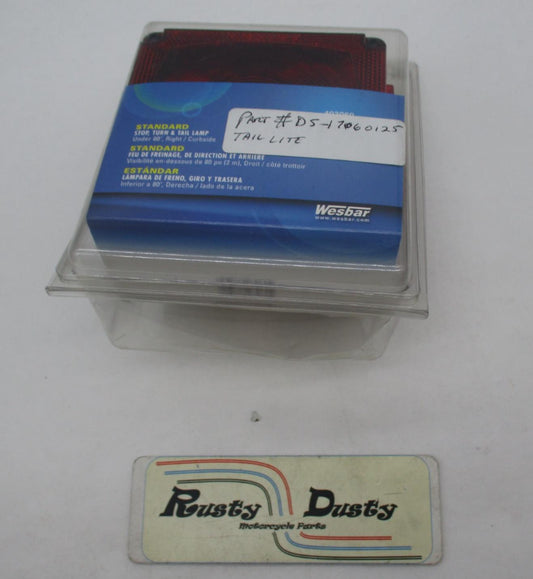 PART # DS-17060125
TAIL LITE
STANDARD
STOP, TURN & TAIL LAMP
Under 80", Right / Curbside
STANDARD
FEU DE FREINAGE, DE DIRECTION ET ARRIÈRE
Visibilité en-dessous de 80 po (2 m), Droit / côté trottoir
ESTÁNDAR
LÁMPARA DE FRENO, GIRO Y TRASERA
Inferior a 80", Derecha / lado de la acera
Wesbar
www.wesbar.com
Rusty Dusty
Motorcycle Parts